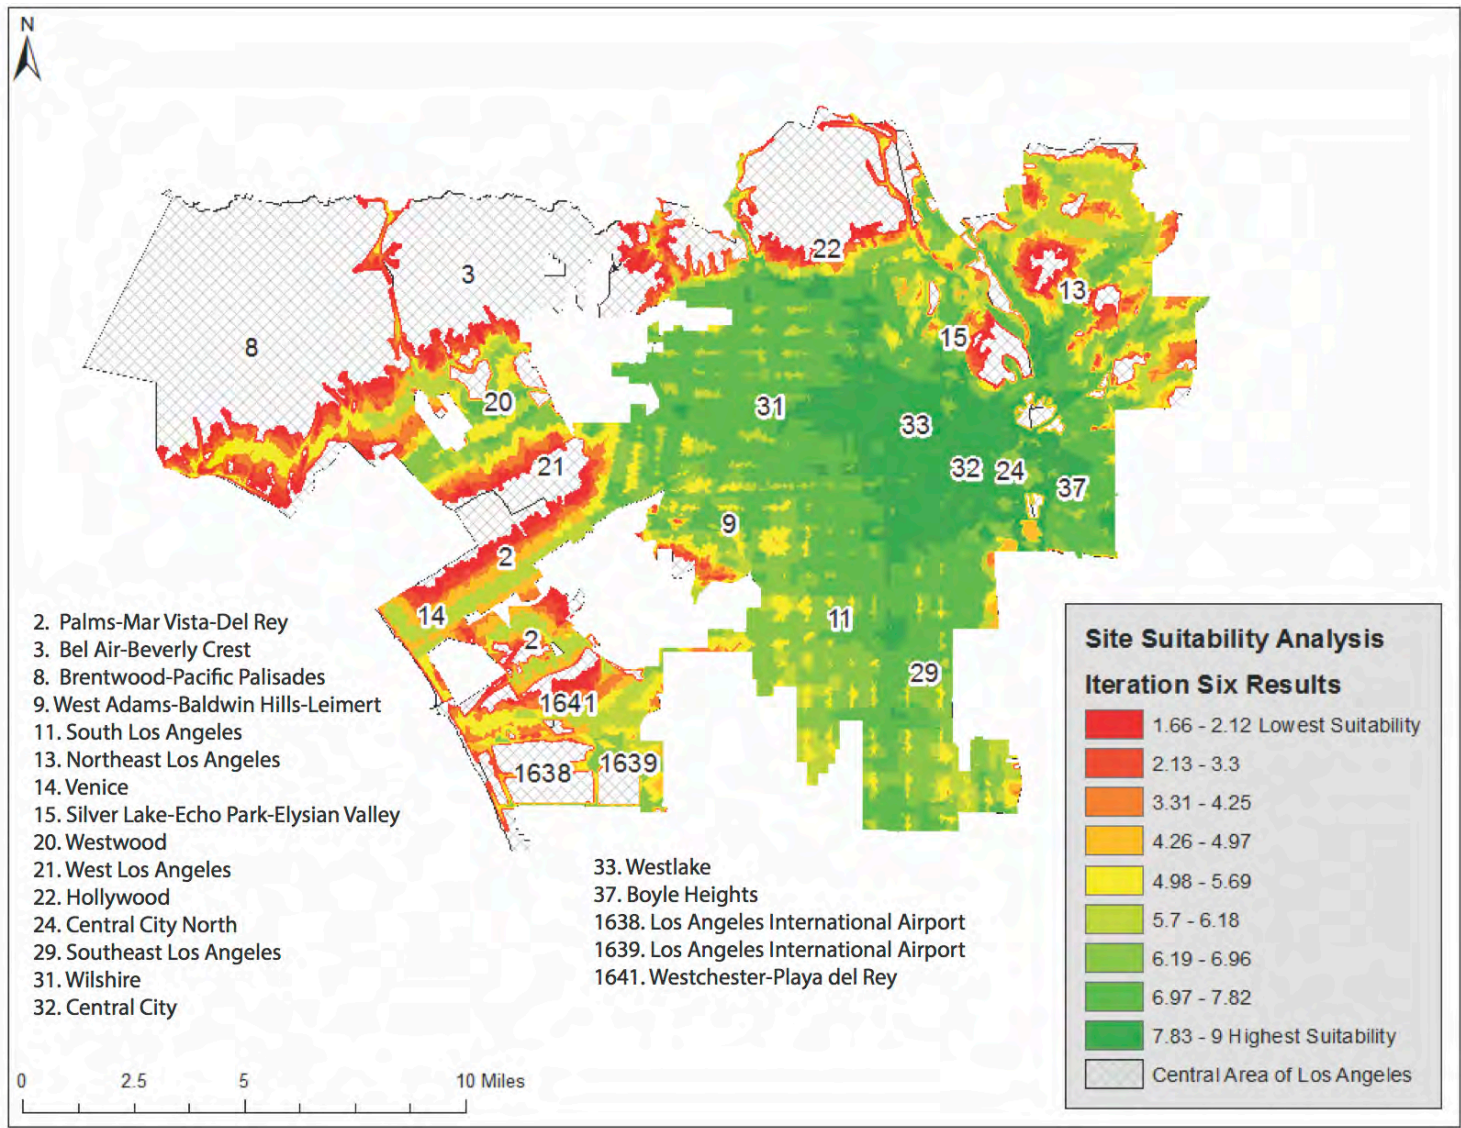 N
22
3
13
8
15
31
20
33
21
32
24
37
9
2
14
11
2
29
1641
1638
1639
2. Palms-Mar Vista-Del Rey
3. Bel Air-Beverly Crest
8. Brentwood-Pacific Palisades
9. West Adams-Baldwin Hills-Leimert
11. South Los Angeles
13. Northeast Los Angeles
14. Venice
15. Silver Lake-Echo Park-Elysian Valley
20. Westwood
21. West Los Angeles
22. Hollywood
24. Central City North
29. Southeast Los Angeles
31. Wilshire
32. Central City
33. Westlake
37. Boyle Heights
1638. Los Angeles International Airport
1639. Los Angeles International Airport
1641. Westchester-Playa del Rey
Site Suitability Analysis
Iteration Six Results
1.66 - 2.12 Lowest Suitability
2.13 - 3.3
3.31 - 4.25
4.26 - 4.97
4.98 - 5.69
5.7 - 6.18
6.19 - 6.96
6.97 - 7.82
7.83 - 9 Highest Suitability
Central Area of Los Angeles
0 2.5 5 10 Miles